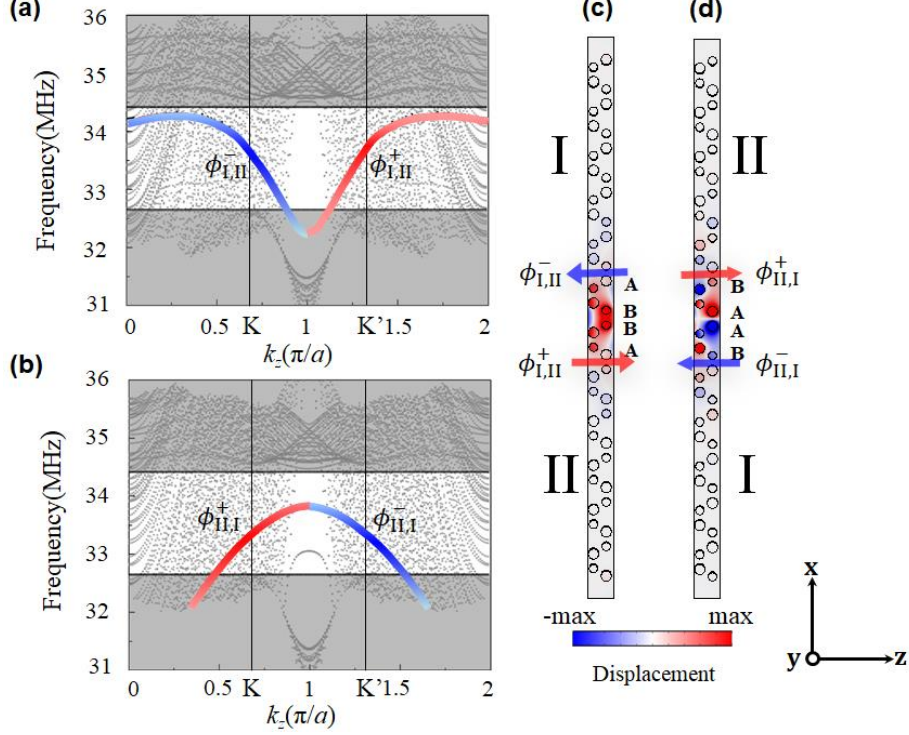 (a)
36
35
34
33
32
31
Frequency(MHz)
ϕ⁻I,II
ϕ⁺I,II
0 0.5 K 1 K’1.5 2
k_z(π/a)
(b)
36
35
34
33
32
31
Frequency(MHz)
ϕ⁺II,I
ϕ⁻II,I
0 0.5 K 1 K’1.5 2
k_z(π/a)
(c)
I
ϕ⁻I,II
A
B
B
A
ϕ⁺I,II
II
(d)
II
ϕ⁺II,I
B
A
A
B
ϕ⁻II,I
I
-max max
Displacement
x
y
z